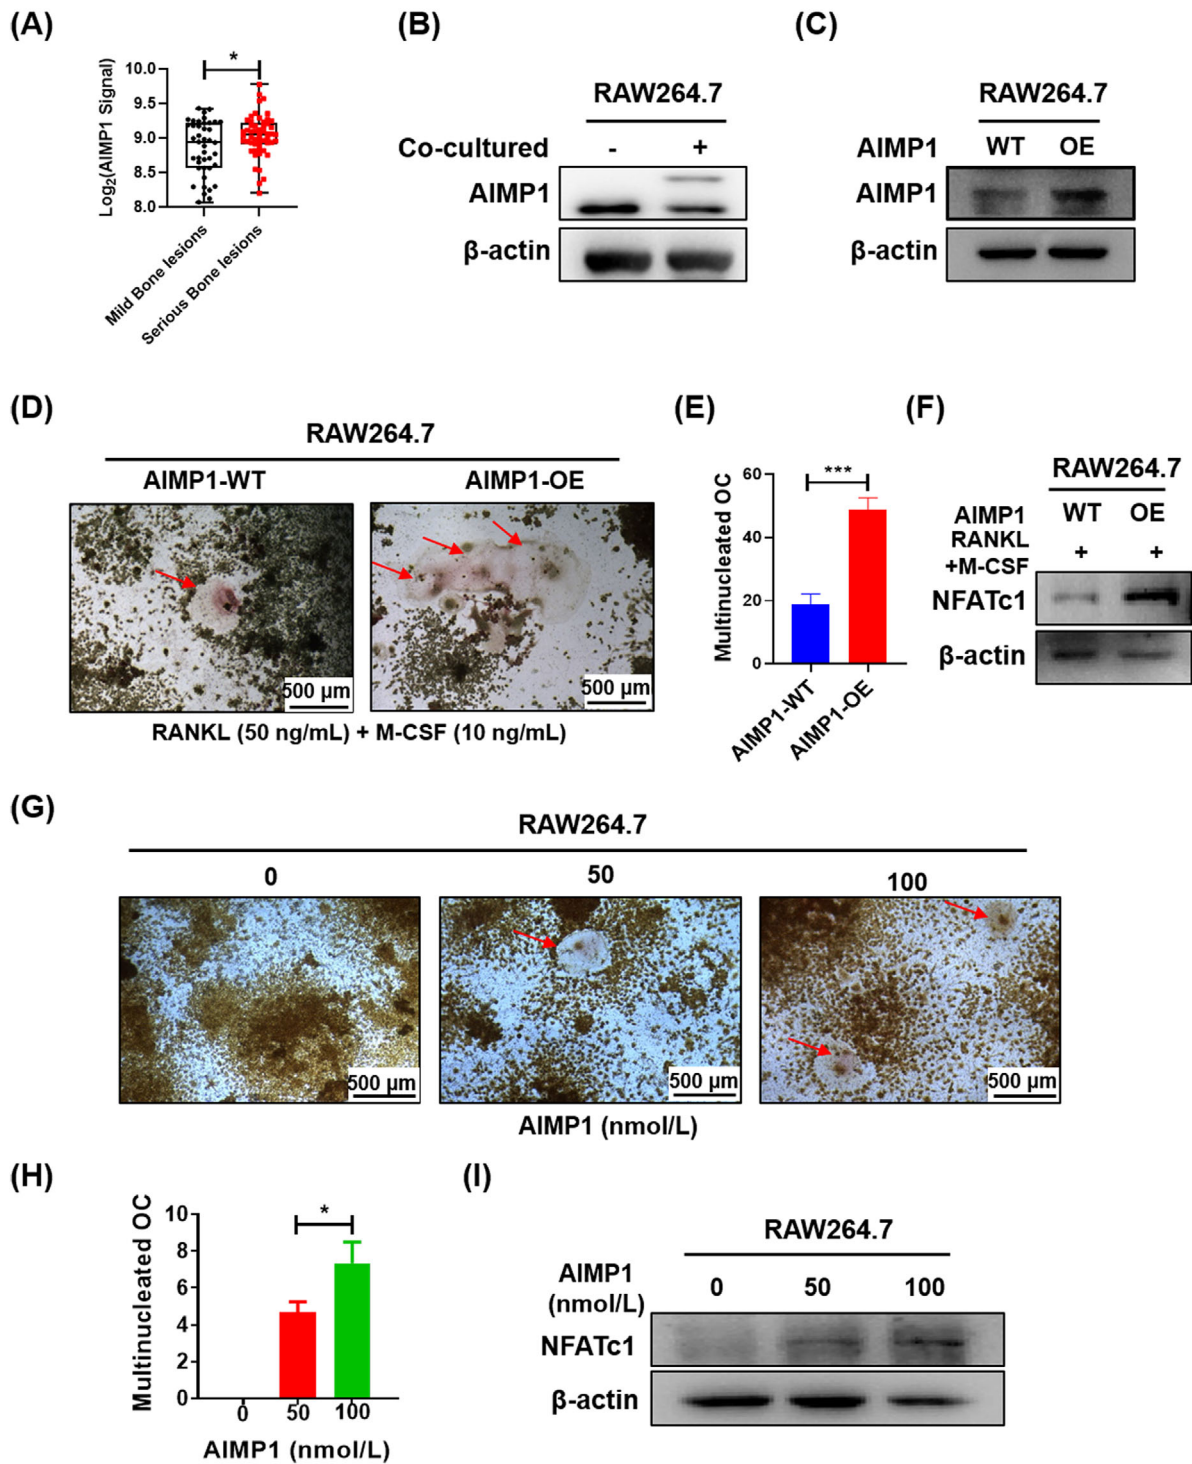 (A)
*
10.0
9.5
9.0
8.5
8.0
Log2(AIMP1 Signal)
Mild Bone lesions
Serious Bone lesions
(B)
RAW264.7
Co-cultured - +
AIMP1
β-actin
(C)
RAW264.7
AIMP1 WT OE
AIMP1
β-actin
(D)
RAW264.7
AIMP1-WT AIMP1-OE
500 μm 500 μm
RANKL (50 ng/mL) + M-CSF (10 ng/mL)
(E)
***
60
40
20
0
Multinucleated OC
AIMP1-WT
AIMP1-OE
(F)
RAW264.7
AIMP1 WT OE
RANKL
+M-CSF + +
NFATc1
β-actin
(G)
RAW264.7
0 50 100
500 μm 500 μm 500 μm
AIMP1 (nmol/L)
(H)
*
10
8
6
4
2
0
Multinucleated OC
0 50 100
AIMP1 (nmol/L)
(I)
RAW264.7
AIMP1
(nmol/L) 0 50 100
NFATc1
β-actin